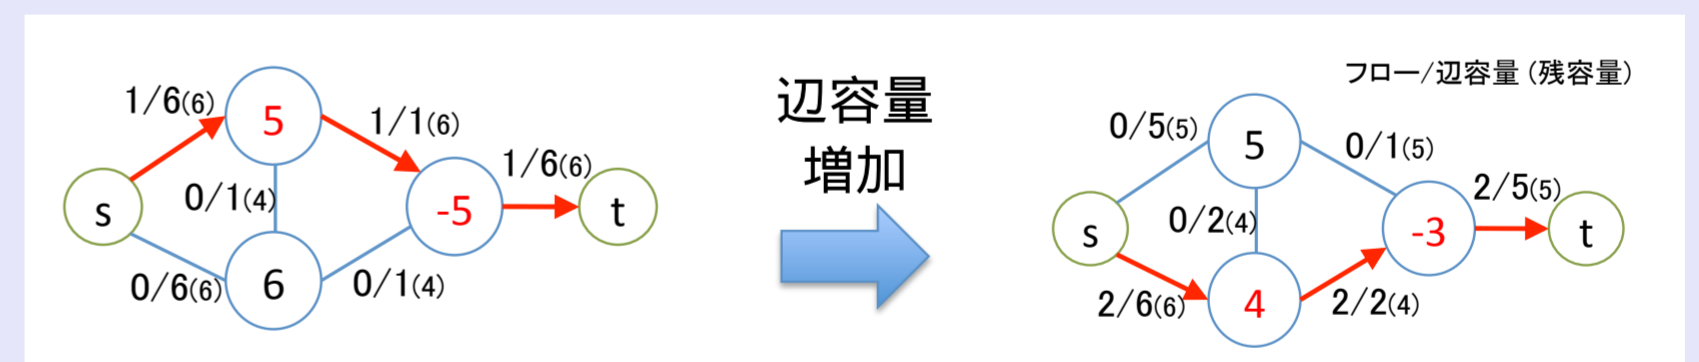 1/6(6)
5
1/1(6)
1/6(6)
s
0/1(4)
-5
t
0/6(6)
6
0/1(4)
辺容量
増加
フロー/辺容量(残容量)
0/5(5)
5
0/1(5)
2/5(5)
s
0/2(4)
-3
t
2/6(6)
4
2/2(4)